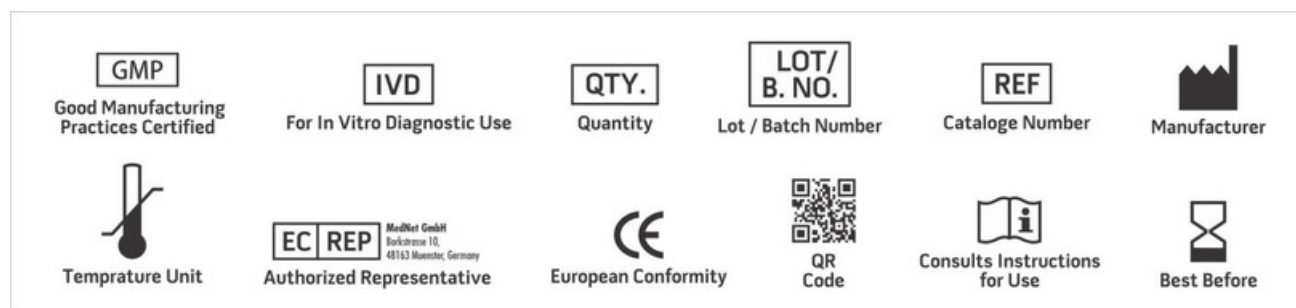 GMP
Good Manufacturing
Practices Certified
IVD
For In Vitro Diagnostic Use
QTY.
Quantity
LOT/
B. NO.
Lot / Batch Number
REF
Cataloge Number
Manufacturer
Temprature Unit
EC REP
MedNet GmbH
Borkstrasse 10,
48163 Muenster, Germany
Authorized Representative
CE
European Conformity
QR
Code
i
Consults Instructions
for Use
Best Before